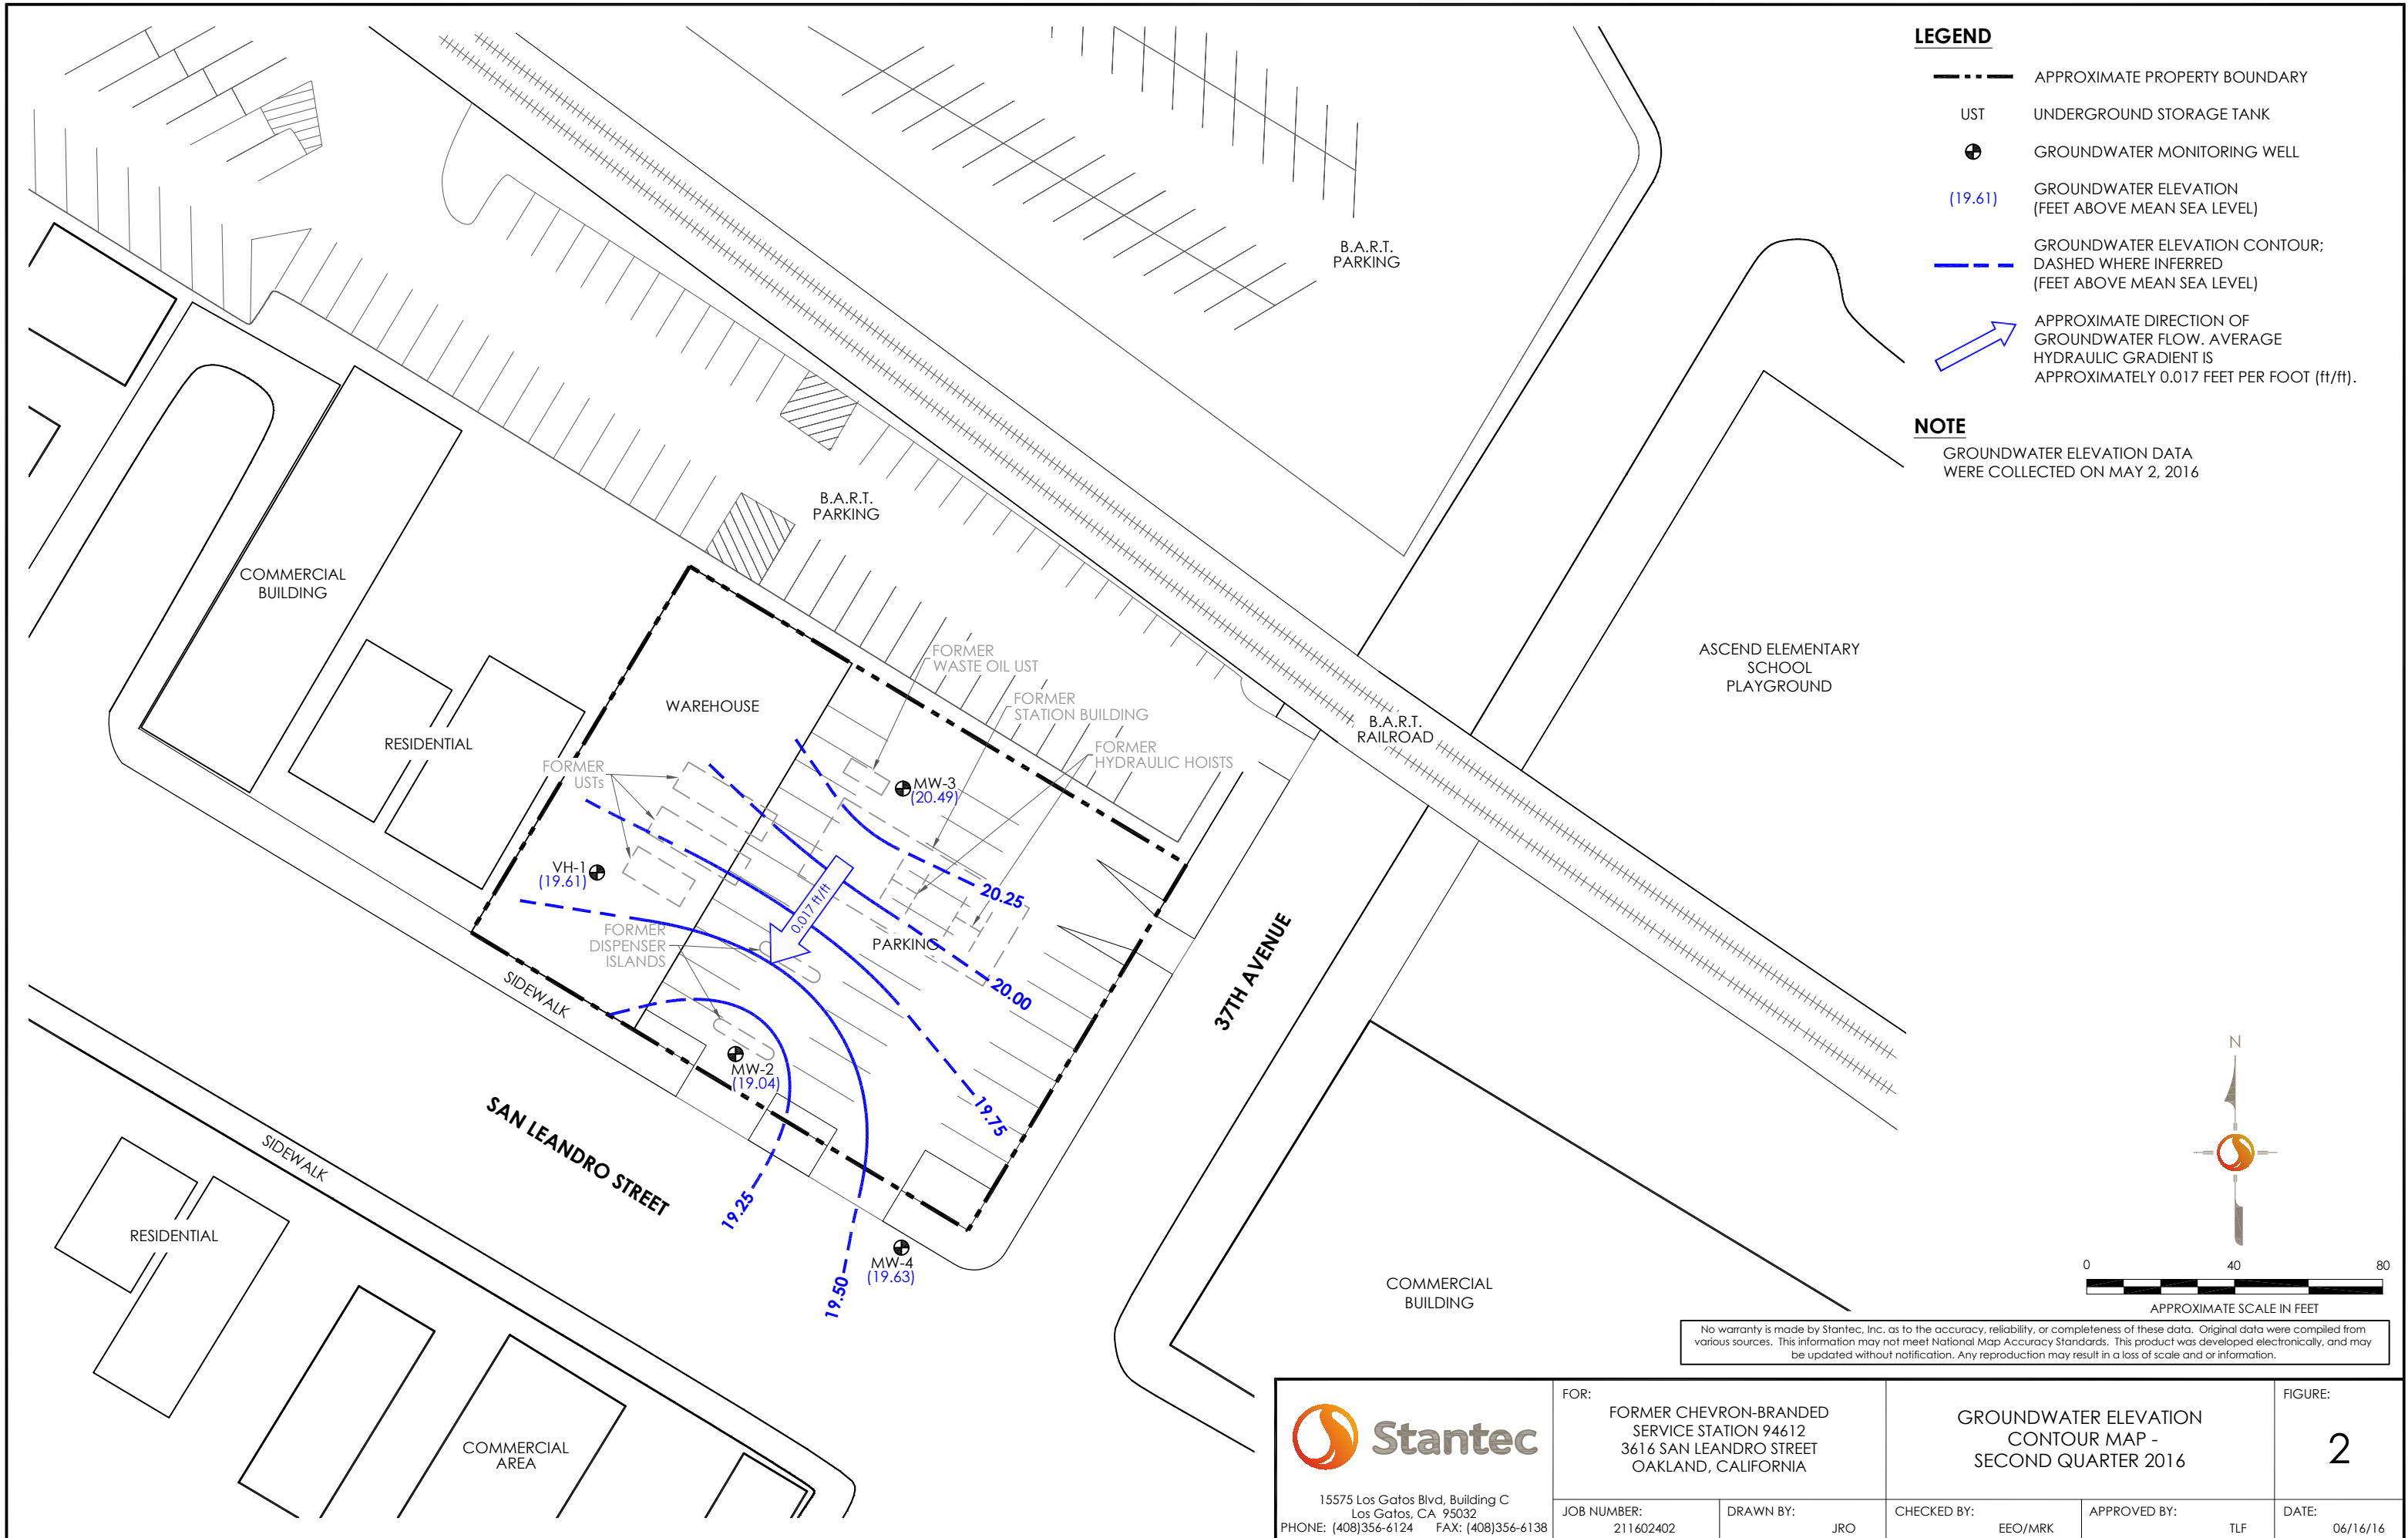 LEGEND
APPROXIMATE PROPERTY BOUNDARY
UST UNDERGROUND STORAGE TANK
GROUNDWATER MONITORING WELL
(19.61) GROUNDWATER ELEVATION
(FEET ABOVE MEAN SEA LEVEL)
GROUNDWATER ELEVATION CONTOUR;
DASHED WHERE INFERRED
(FEET ABOVE MEAN SEA LEVEL)
APPROXIMATE DIRECTION OF
GROUNDWATER FLOW. AVERAGE
HYDRAULIC GRADIENT IS
APPROXIMATELY 0.017 FEET PER FOOT (ft/ft).
NOTE
GROUNDWATER ELEVATION DATA
WERE COLLECTED ON MAY 2, 2016
B.A.R.T.
PARKING
B.A.R.T.
PARKING
COMMERCIAL
BUILDING
RESIDENTIAL
WAREHOUSE
FORMER
WASTE OIL UST
FORMER
STATION BUILDING
FORMER
HYDRAULIC HOISTS
B.A.R.T.
RAILROAD
ASCEND ELEMENTARY
SCHOOL
PLAYGROUND
FORMER
USTs
MW-3
(20.49)
VH-1
(19.61)
0.017 ft/ft
20.25
FORMER
DISPENSER
ISLANDS
PARKING
20.00
SIDEWALK
37TH AVENUE
MW-2
(19.04)
19.75
SAN LEANDRO STREET
SIDEWALK
19.25
19.50
MW-4
(19.63)
RESIDENTIAL
COMMERCIAL
AREA
COMMERCIAL
BUILDING
N
0 40 80
APPROXIMATE SCALE IN FEET
No warranty is made by Stantec, Inc. as to the accuracy, reliability, or completeness of these data. Original data were compiled from
various sources. This information may not meet National Map Accuracy Standards. This product was developed electronically, and may
be updated without notification. Any reproduction may result in a loss of scale and or information.
Stantec
15575 Los Gatos Blvd, Building C
Los Gatos, CA 95032
PHONE: (408)356-6124 FAX: (408)356-6138
FOR:
FORMER CHEVRON-BRANDED
SERVICE STATION 94612
3616 SAN LEANDRO STREET
OAKLAND, CALIFORNIA
GROUNDWATER ELEVATION
CONTOUR MAP -
SECOND QUARTER 2016
FIGURE:
2
JOB NUMBER:
211602402
DRAWN BY:
JRO
CHECKED BY:
EEO/MRK
APPROVED BY:
TLF
DATE:
06/16/16